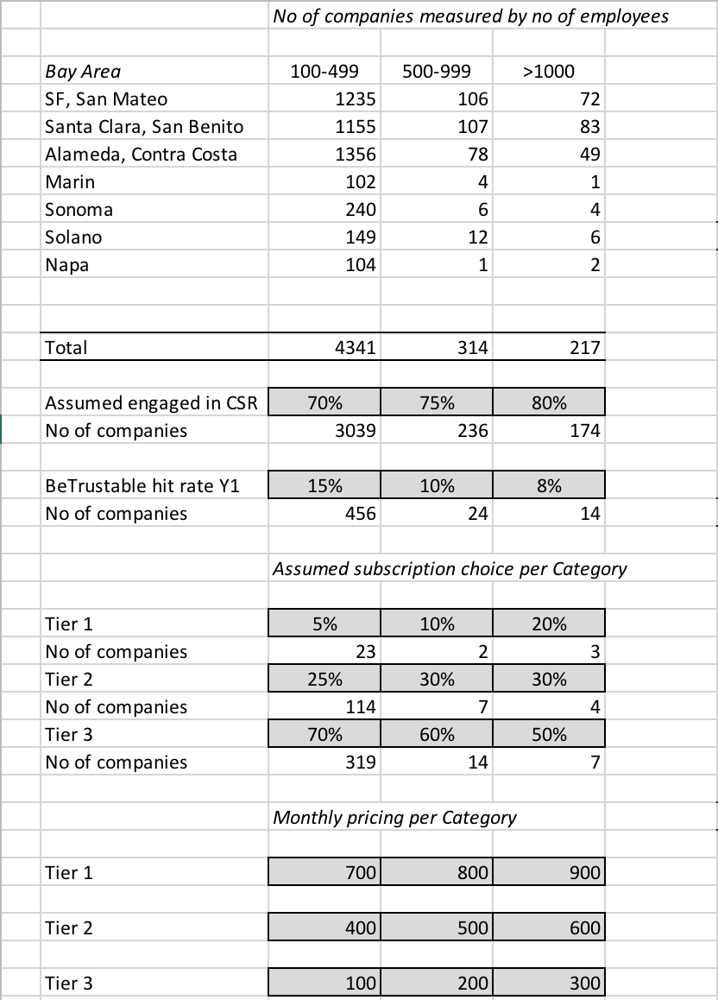 No of companies measured by no of employees
Bay Area 100-499 500-999 >1000
SF, San Mateo 1235 106 72
Santa Clara, San Benito 1155 107 83
Alameda, Contra Costa 1356 78 49
Marin 102 4 1
Sonoma 240 6 4
Solano 149 12 6
Napa 104 1 2
Total 4341 314 217
Assumed engaged in CSR 70% 75% 80%
No of companies 3039 236 174
BeTrustable hit rate Y1 15% 10% 8%
No of companies 456 24 14
Assumed subscription choice per Category
Tier 1 5% 10% 20%
No of companies 23 2 3
Tier 2 25% 30% 30%
No of companies 114 7 4
Tier 3 70% 60% 50%
No of companies 319 14 7
Monthly pricing per Category
Tier 1 700 800 900
Tier 2 400 500 600
Tier 3 100 200 300